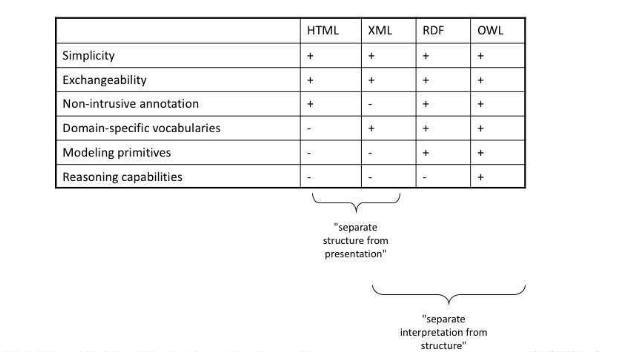 HTML XML RDF OWL
Simplicity + + + +
Exchangeability + + + +
Non-intrusive annotation + - + +
Domain-specific vocabularies - + + +
Modeling primitives - - + +
Reasoning capabilities - - - +
"separate
structure from
presentation"
"separate
interpretation from
structure"